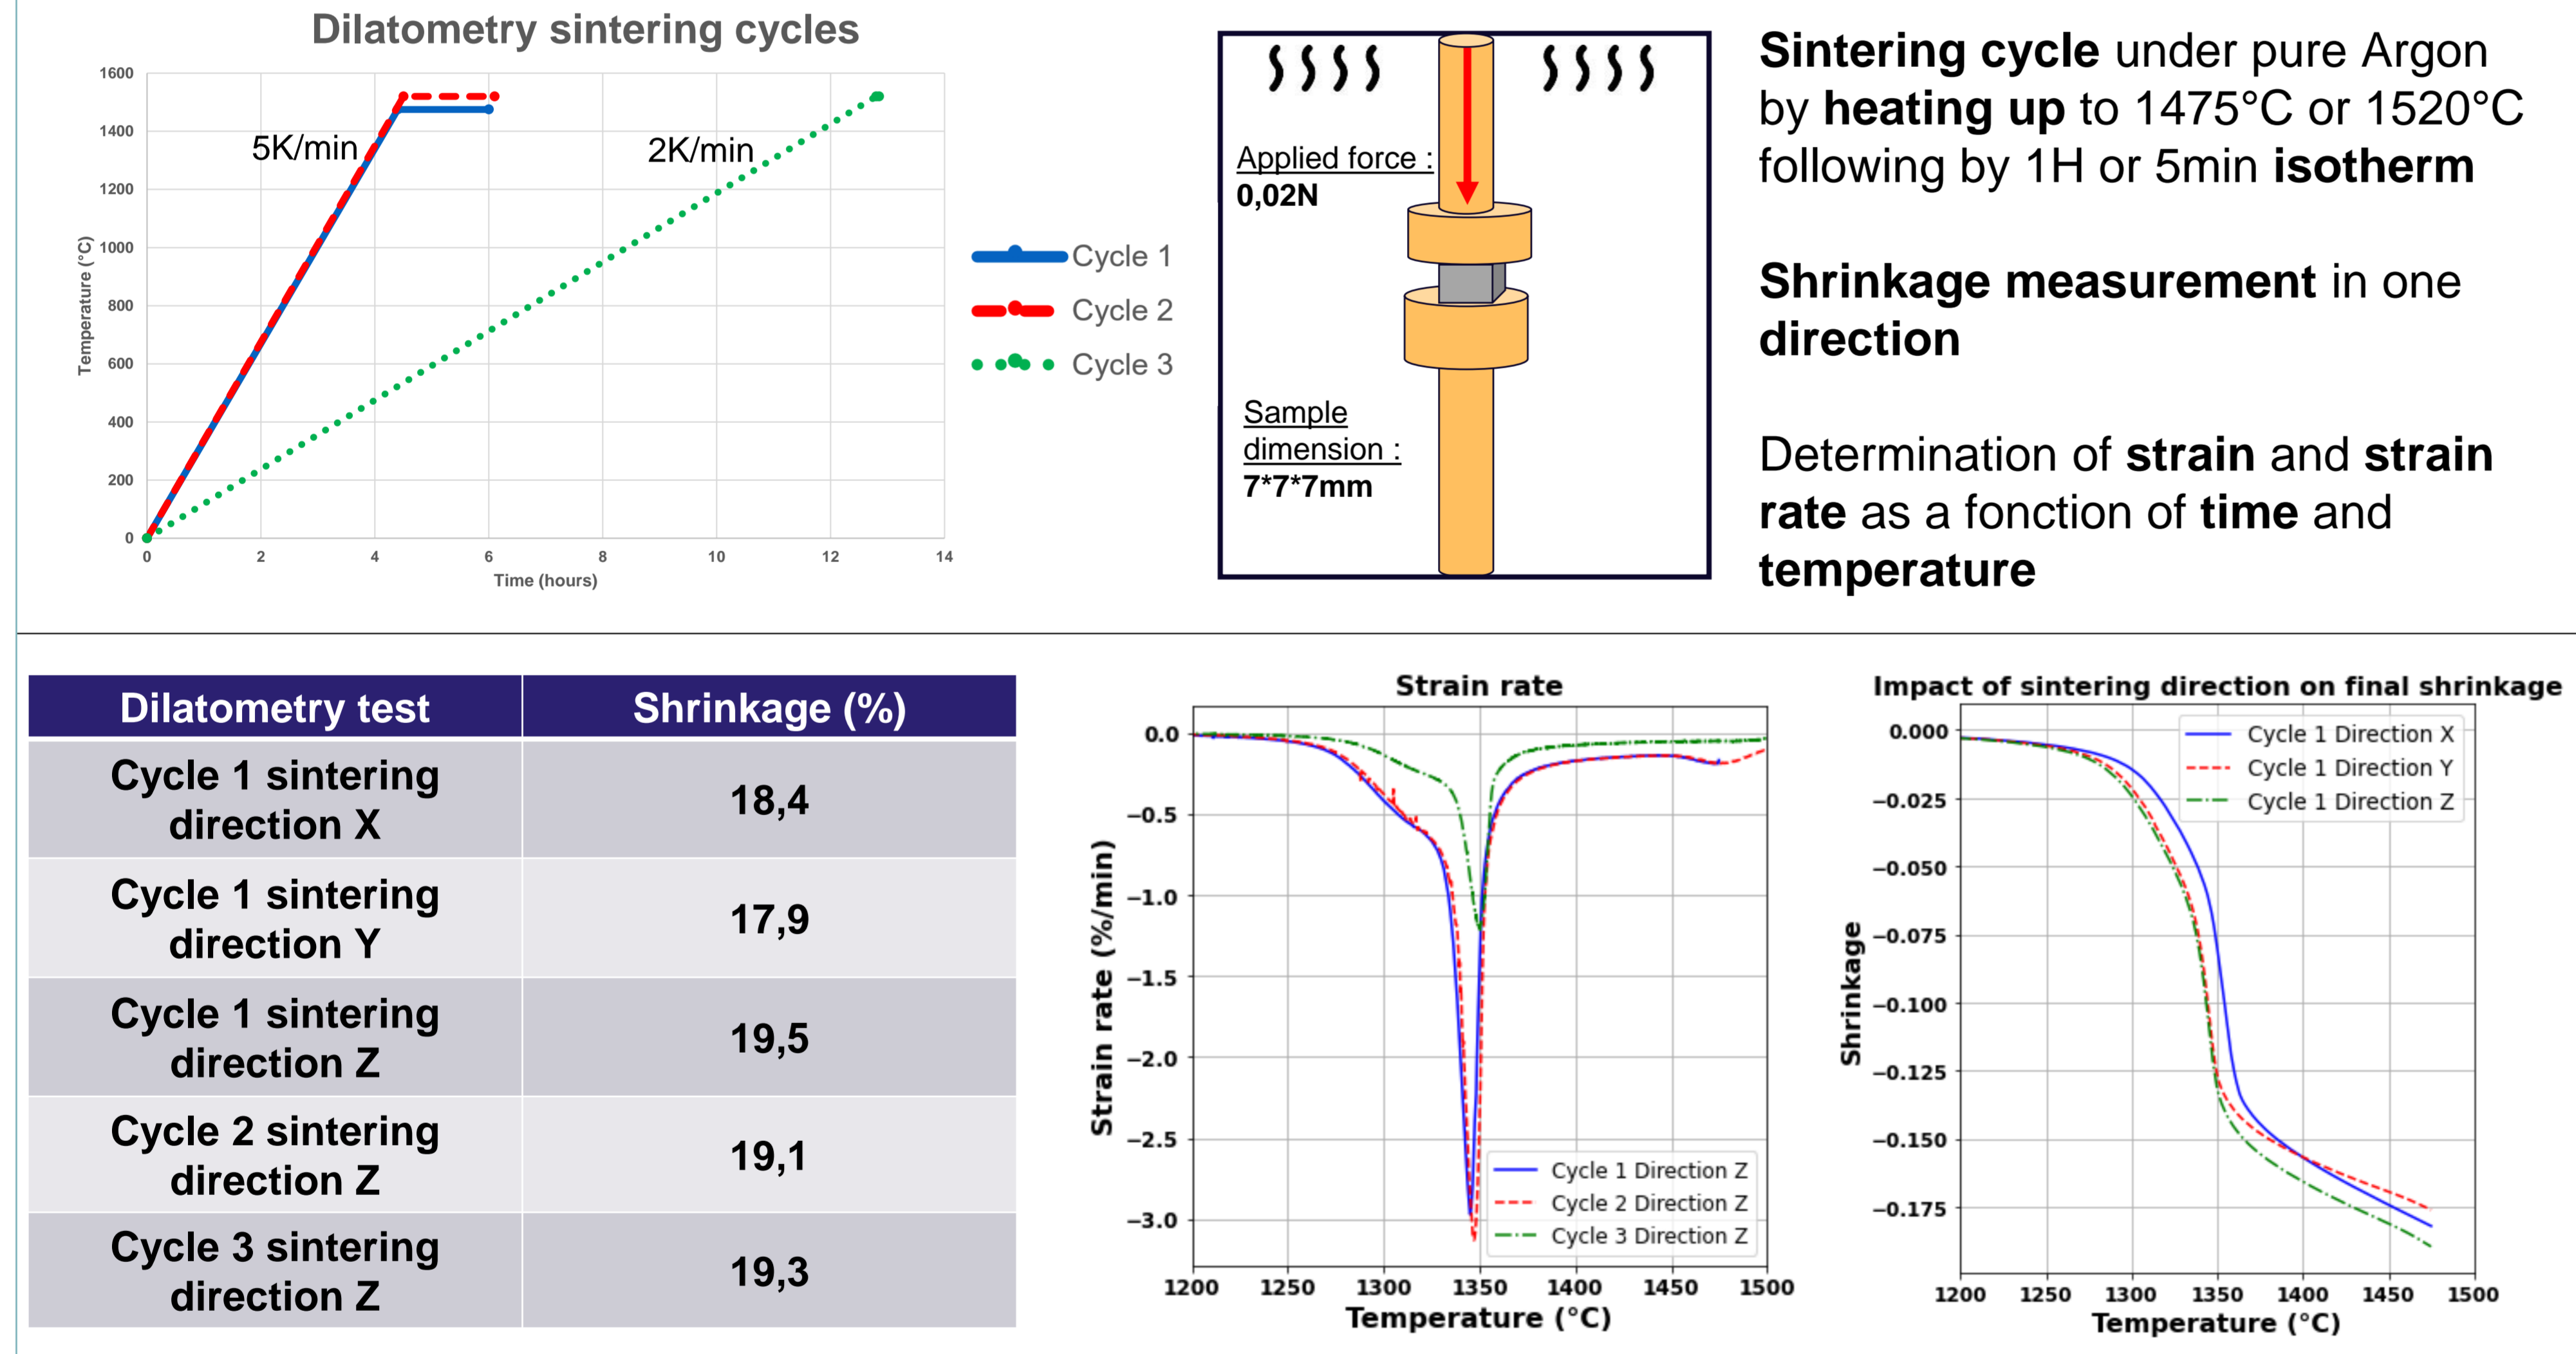 Dilatometry sintering cycles
1600
1400
1200
1000
800
600
400
200
0
Temperature (°C)
0 2 4 6 8 10 12 14
Time (hours)
5K/min
2K/min
Cycle 1
Cycle 2
Cycle 3
Applied force :
0,02N
Sample
dimension :
7*7*7mm
Sintering cycle under pure Argon
by heating up to 1475°C or 1520°C
following by 1H or 5min isotherm
Shrinkage measurement in one
direction
Determination of strain and strain
rate as a fonction of time and
temperature
Dilatometry test Shrinkage (%)
Cycle 1 sintering
direction X
18,4
Cycle 1 sintering
direction Y
17,9
Cycle 1 sintering
direction Z
19,5
Cycle 2 sintering
direction Z
19,1
Cycle 3 sintering
direction Z
19,3
Strain rate
0.0
−0.5
−1.0
−1.5
−2.0
−2.5
−3.0
Strain rate (%/min)
Cycle 1 Direction Z
Cycle 2 Direction Z
Cycle 3 Direction Z
1200 1250 1300 1350 1400 1450 1500
Temperature (°C)
Impact of sintering direction on final shrinkage
0.000
−0.025
−0.050
−0.075
−0.100
−0.125
−0.150
−0.175
Shrinkage
Cycle 1 Direction X
Cycle 1 Direction Y
Cycle 1 Direction Z
1200 1250 1300 1350 1400 1450 1500
Temperature (°C)